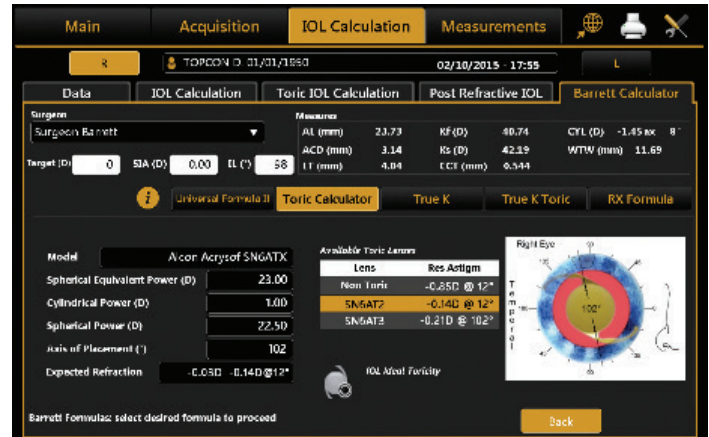 Main Acquisition IOL Calculation Measurements
R TOPCON D. 01/01/1950 02/10/2015 - 17:55 L
Data IOL Calculation Toric IOL Calculation Post Refractive IOL Barrett Calculator
Surgeon Measures
Surgeon Barrett
AL (mm) 23.73 Kf (D) 40.74 CYL (D) -1.45 ax 8°
ACD (mm) 3.14 Ks (D) 42.19 WTW (mm) 11.69
Target (D) 0 SIA (D) 0.00 IL (°) 98 LT (mm) 4.04 CCT (mm) 0.544
i Universal Formula II Toric Calculator True K True K Toric RX Formula
Model Alcon Acrysof SN6ATX
Spherical Equivalent Power (D) 23.00
Cylindrical Power (D) 1.00
Spherical Power (D) 22.50
Axis of Placement (°) 102
Expected Refraction -0.03D -0.14D@12°
Available Toric Lenses
Lens Res Astigm
Non Toric -0.85D @ 12°
SN6AT2 -0.14D @ 12°
SN6AT3 -0.21D @ 102°
IOL Ideal Toricity
Right Eye
90
135 45
Temporal
102°
45
Barrett Formulas: select desired formula to proceed
Back